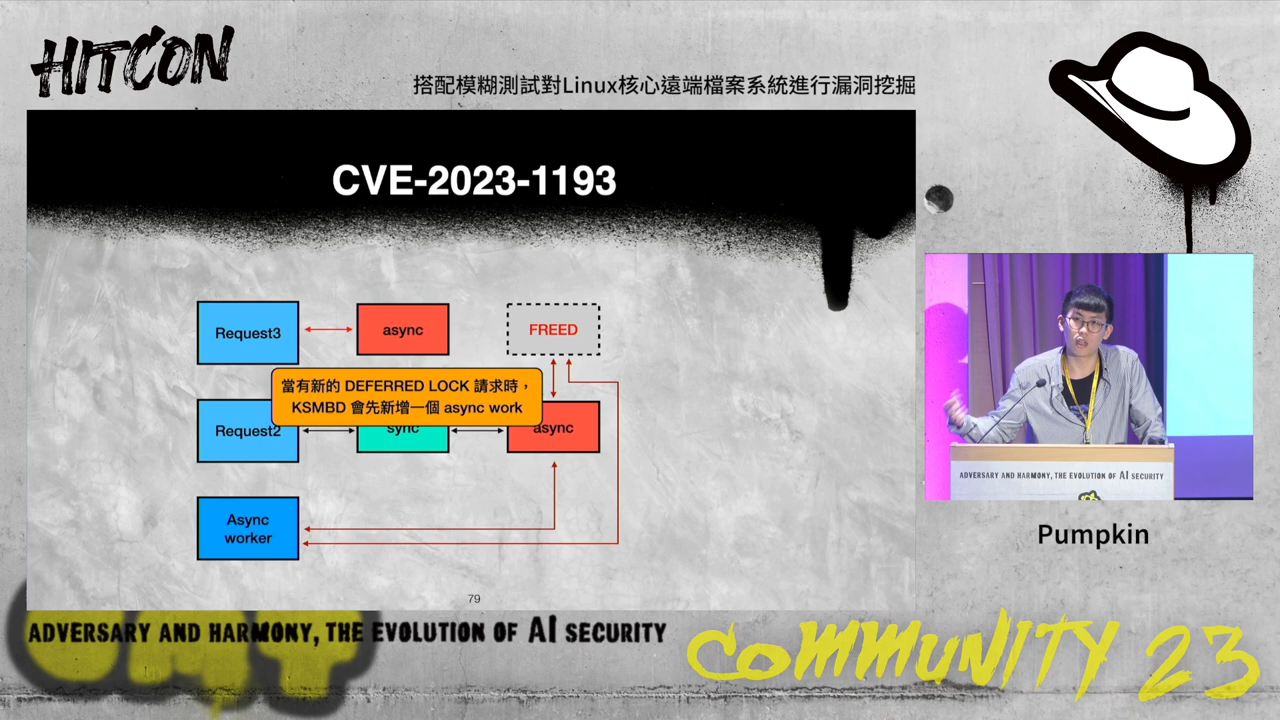 HITCON
搭配模糊測試對Linux核心遠端檔案系統進行漏洞挖掘
CVE-2023-1193
Request3
async
FREED
當有新的 DEFERRED LOCK 請求時，
KSMBD 會先新增一個 async work
Request2
sync
async
Async
worker
79
ADVERSARY AND HARMONY, THE EVOLUTION OF AI SECURITY
Pumpkin
ADVERSARY AND HARMONY, THE EVOLUTION OF AI SECURITY
COMMUNITY 23